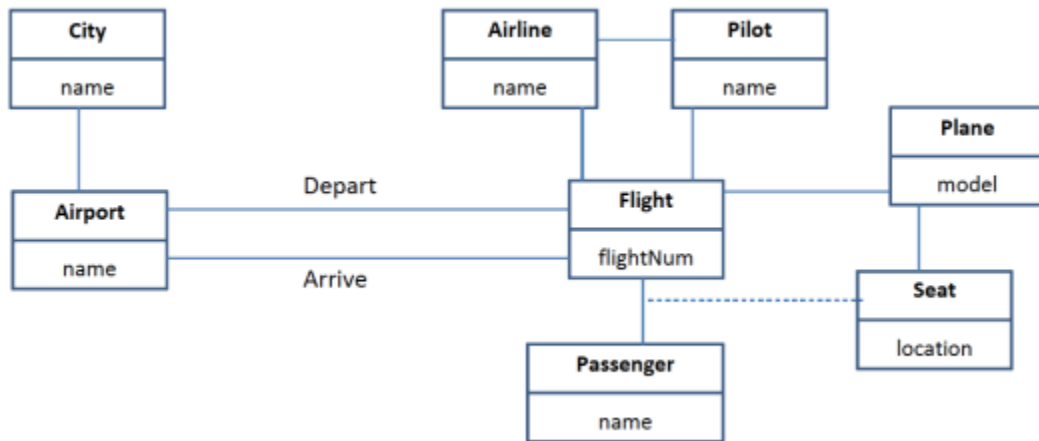 City
name
Airline
name
Pilot
name
Plane
model
Depart
Airport
name
Arrive
Flight
flightNum
Seat
location
Passenger
name